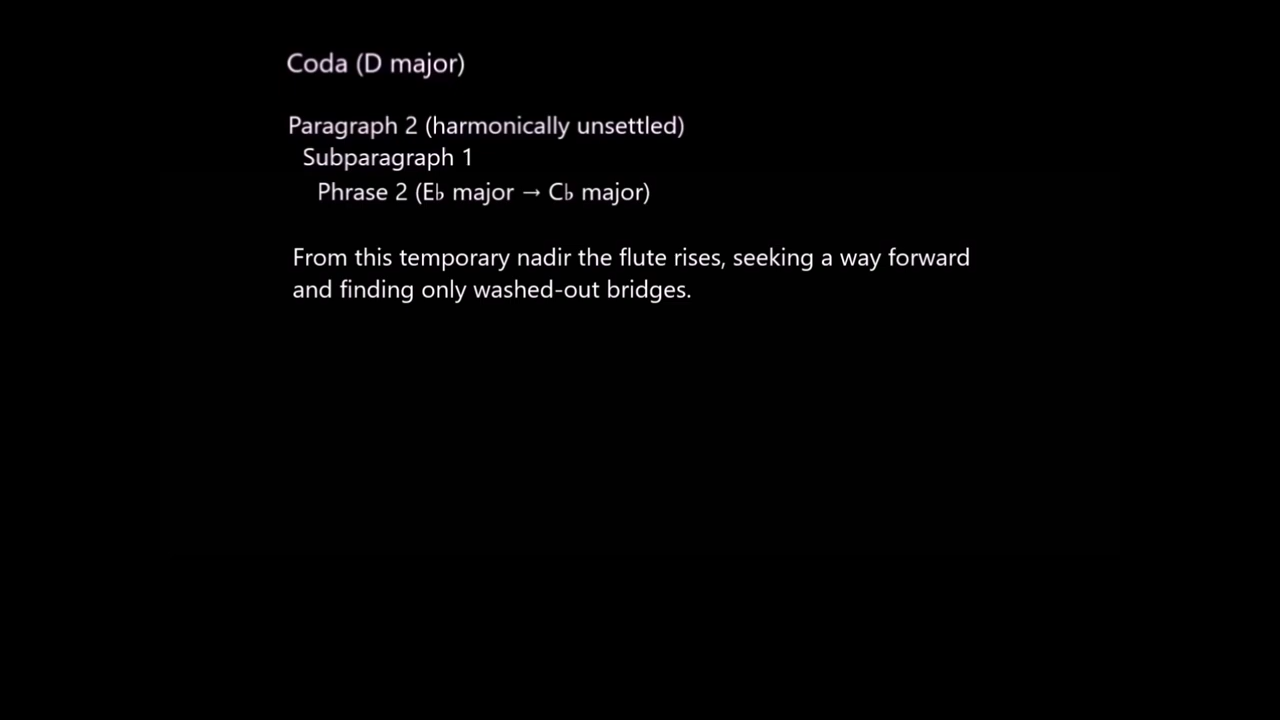 Coda (D major)
Paragraph 2 (harmonically unsettled)
Subparagraph 1
Phrase 2 (E♭ major → C♭ major)
From this temporary nadir the flute rises, seeking a way forward
and finding only washed-out bridges.